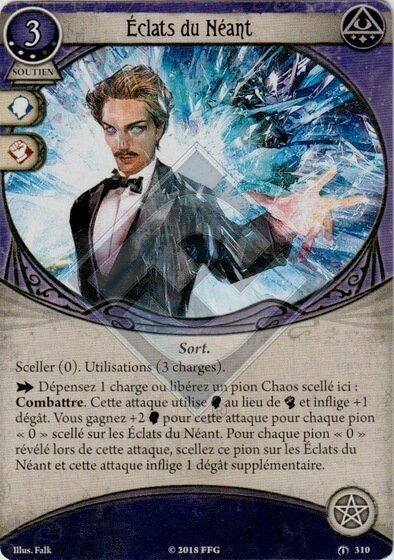 3
Éclats du Néant
SOUTIEN
Sort.
Sceller (0). Utilisations (3 charges).
Dépensez 1 charge ou libérez un pion Chaos scellé ici :
Combattre. Cette attaque utilise au lieu de et inflige +1
dégât. Vous gagnez +2 pour cette attaque pour chaque pion
« 0 » scellé sur les Éclats du Néant. Pour chaque pion « 0 »
révélé lors de cette attaque, scellez ce pion sur les Éclats du
Néant et cette attaque inflige 1 dégât supplémentaire.
Illus. Falk © 2018 FFG 310